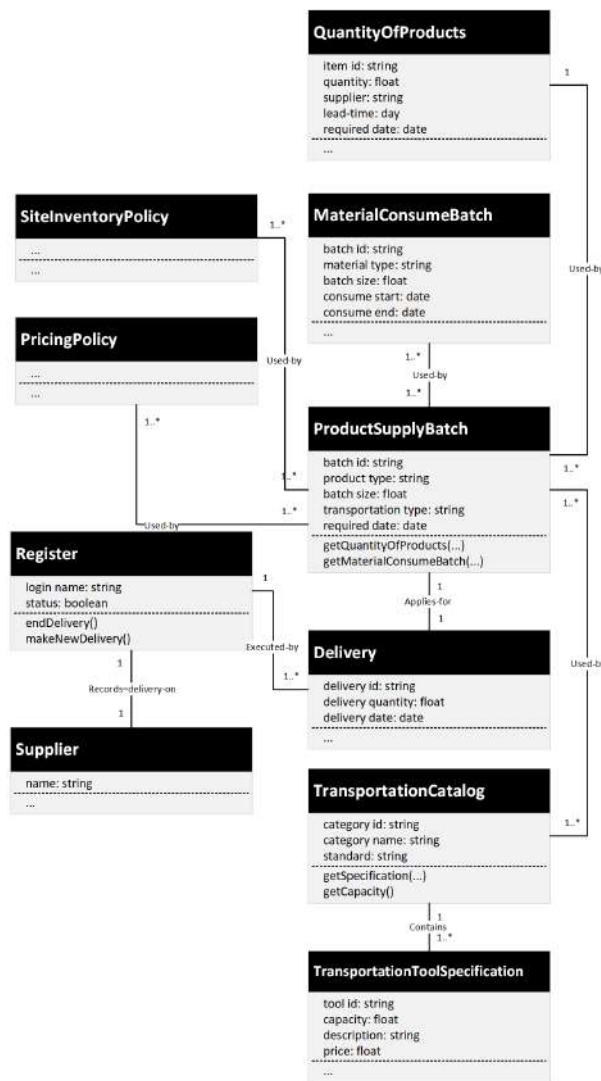 QuantityOfProducts
item id: string
quantity: float
supplier: string
lead-time: day
required date: date
...
1
SiteInventoryPolicy
...
...
1..*
MaterialConsumeBatch
batch id: string
material type: string
batch size: float
consume start: date
consume end: date
...
Used-by
PricingPolicy
...
...
1..*
Used-by
1..*
Used-by
1..*
ProductSupplyBatch
batch id: string
product type: string
batch size: float
transportation type: string
required date: date
getQuantityOfProducts(...)
getMaterialConsumeBatch(...)
1..*
1..*
1..*
1..*
1..*
Used-by
Register
login name: string
status: boolean
endDelivery()
makeNewDelivery()
1
Executed-by
1..*
1
Applies-for
1
Used-by
1
Records=delivery-on
1
Delivery
delivery id: string
delivery quantity: float
delivery date: date
...
Supplier
name: string
...
TransportationCatalog
category id: string
category name: string
standard: string
getSpecification(...)
getCapacity()
1..*
1
Contains
1..*
TransportationToolSpecification
tool id: string
capacity: float
description: string
price: float
...